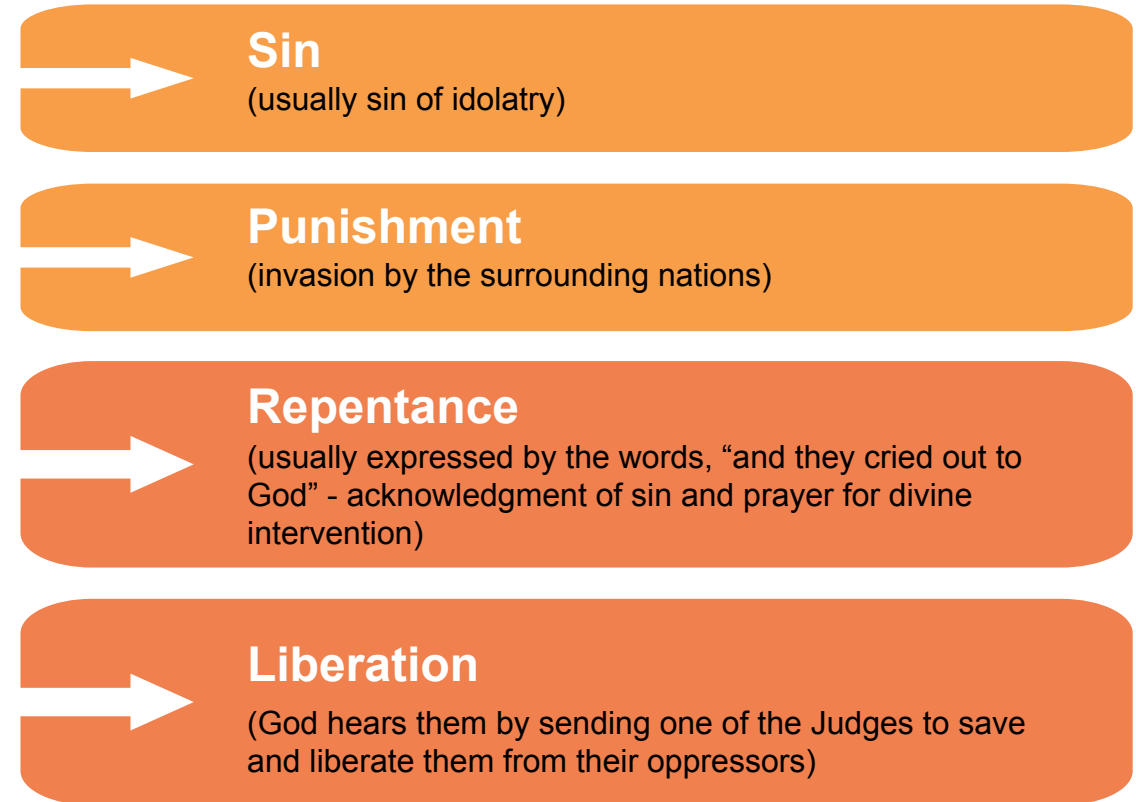 Sin
(usually sin of idolatry)
Punishment
(invasion by the surrounding nations)
Repentance
(usually expressed by the words, “and they cried out to
God” - acknowledgment of sin and prayer for divine
intervention)
Liberation
(God hears them by sending one of the Judges to save
and liberate them from their oppressors)